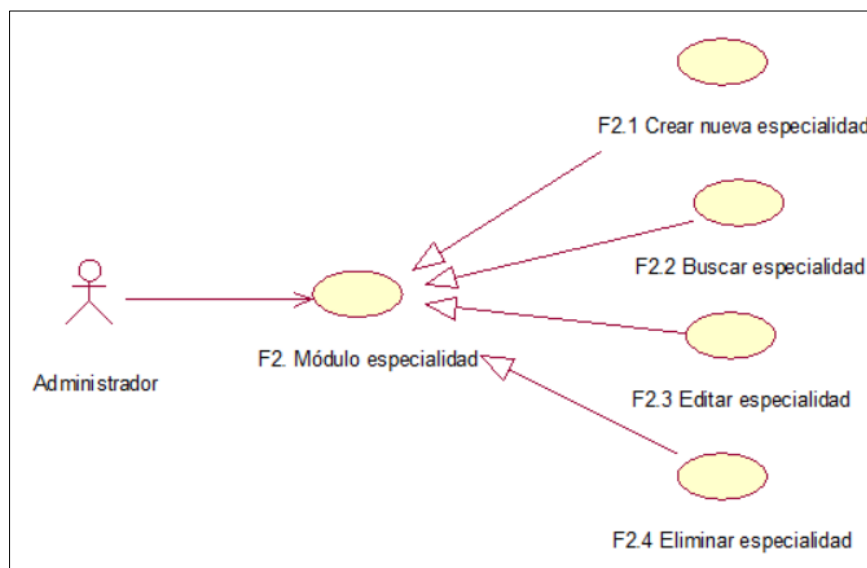 F2.1 Crear nueva especialidad
F2.2 Buscar especialidad
F2. Módulo especialidad
Administrador
F2.3 Editar especialidad
F2.4 Eliminar especialidad